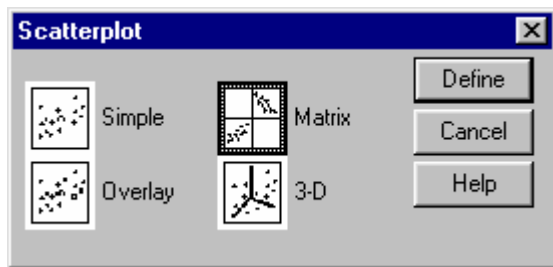 Scatterplot
Simple
Matrix
Define
Cancel
Overlay
3-D
Help